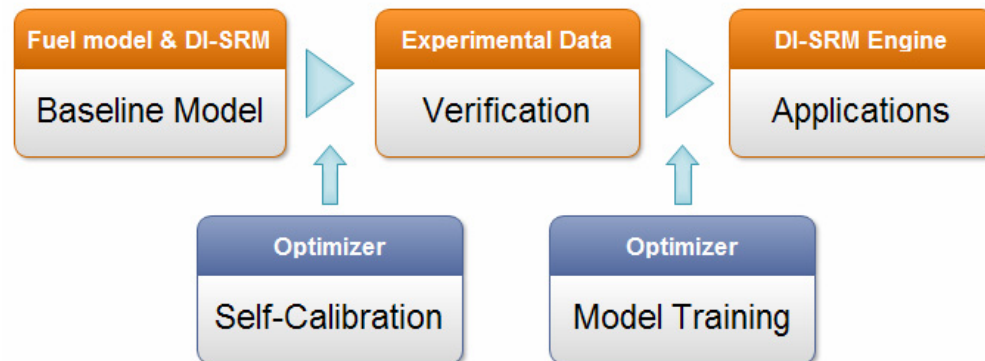 Fuel model & DI-SRM
Baseline Model
Experimental Data
Verification
DI-SRM Engine
Applications
Optimizer
Self-Calibration
Optimizer
Model Training